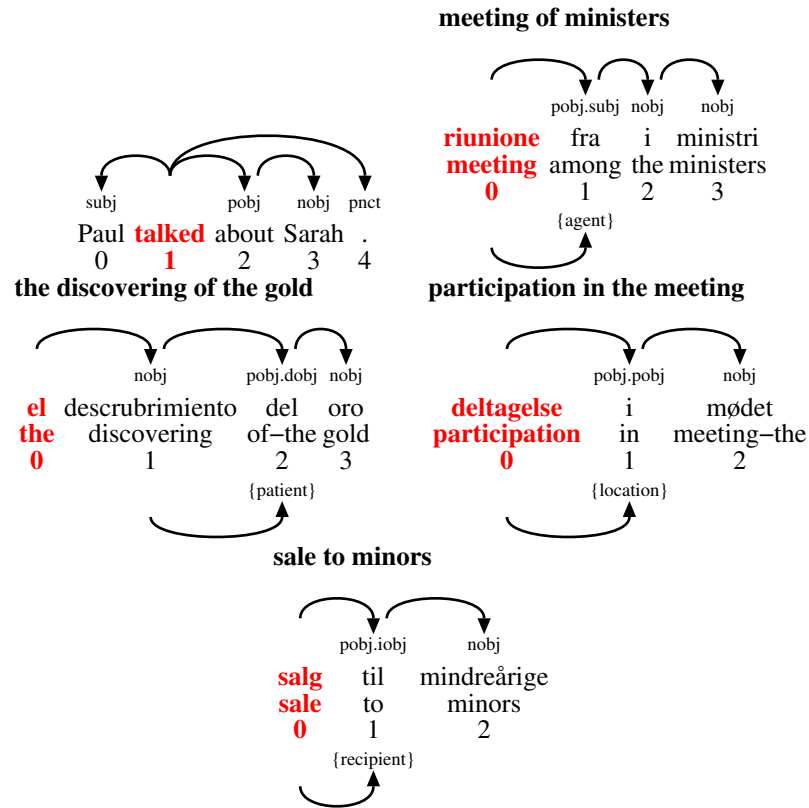 meeting of ministers
pobj.subj nobj nobj
riunione fra i ministri
meeting among the ministers
0 1 2 3
{agent}
subj pobj nobj pnct
Paul talked about Sarah .
0 1 2 3 4
the discovering of the gold
nobj pobj.dobj nobj
el descrubrimiento del oro
the discovering of−the gold
0 1 2 3
{patient}
participation in the meeting
pobj.pobj nobj
deltagelse i mødet
participation in meeting−the
0 1 2
{location}
sale to minors
pobj.iobj nobj
salg til mindreårige
sale to minors
0 1 2
{recipient}